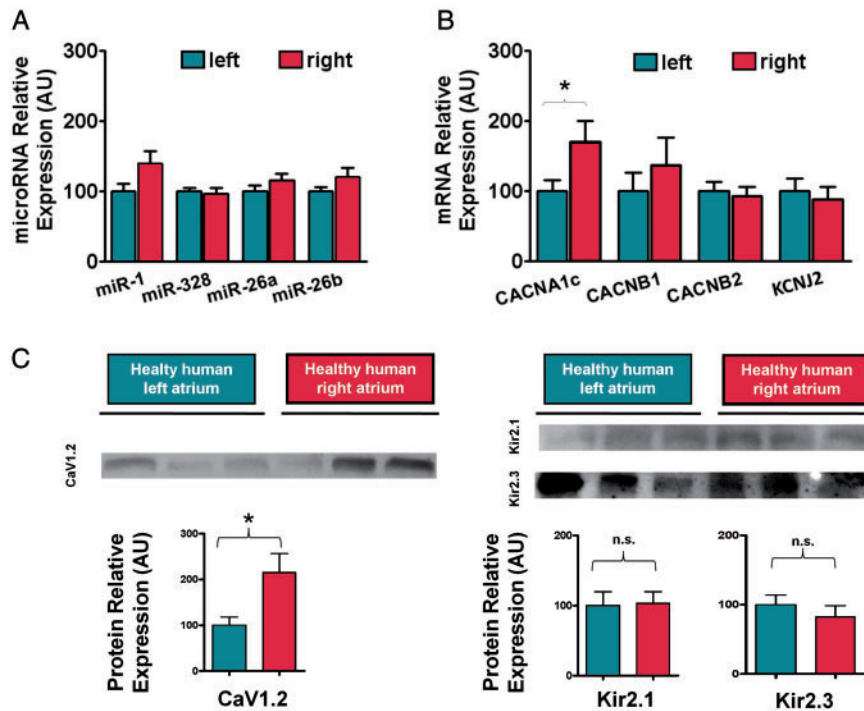 A
microRNA Relative
Expression (AU)
300
200
100
0
left
right
miR-1
miR-328
miR-26a
miR-26b
B
mRNA Relative
Expression (AU)
300
200
100
0
left
right
*
CACNA1c
CACNB1
CACNB2
KCNJ2
C
Healty human
left atrium
Healthy human
right atrium
CaV1.2
Protein Relative
Expression (AU)
300
200
100
0
*
CaV1.2
Healthy human
left atrium
Healthy human
right atrium
Kir2.1
Kir2.3
Protein Relative
Expression (AU)
200
100
0
n.s.
Kir2.1
200
100
0
n.s.
Kir2.3